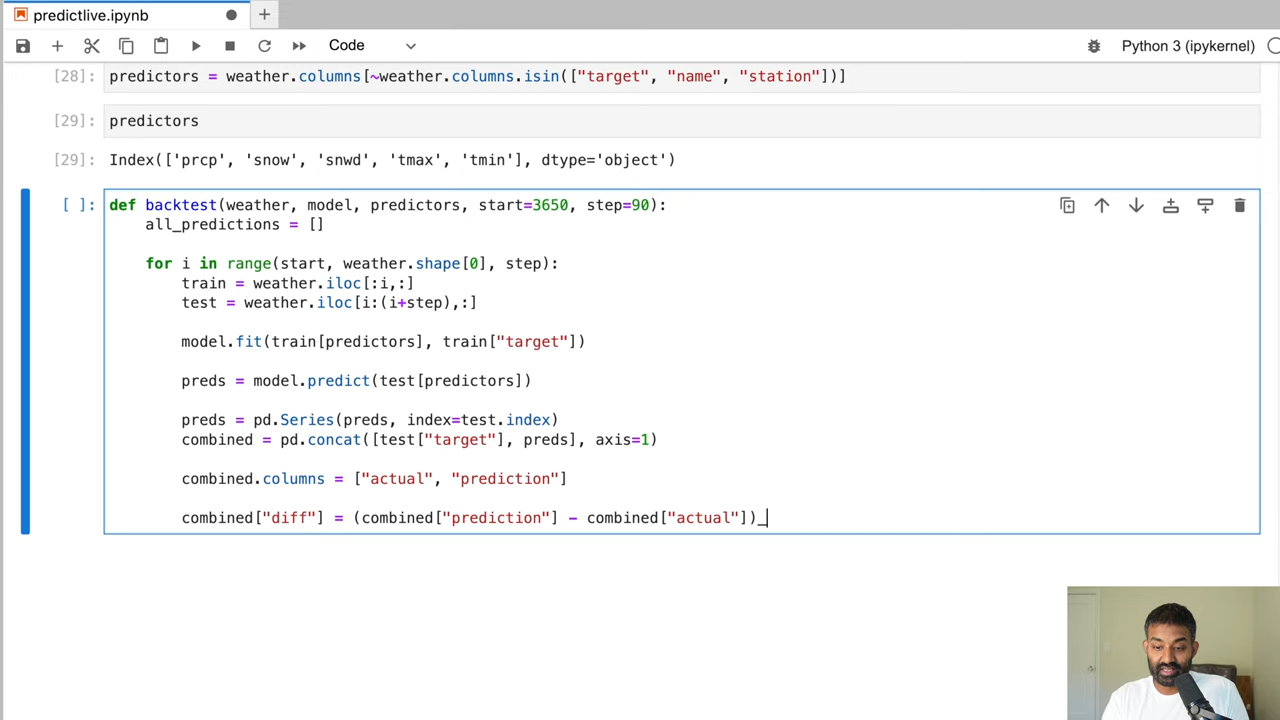 predictlive.ipynb
Code
Python 3 (ipykernel)
[28]: predictors = weather.columns[~weather.columns.isin(["target", "name", "station"])]
[29]: predictors
[29]: Index(['prcp', 'snow', 'snwd', 'tmax', 'tmin'], dtype='object')
[ ]: def backtest(weather, model, predictors, start=3650, step=90):
    all_predictions = []
    for i in range(start, weather.shape[0], step):
        train = weather.iloc[:i,:]
        test = weather.iloc[i:(i+step),:]
        model.fit(train[predictors], train["target"])
        preds = model.predict(test[predictors])
        preds = pd.Series(preds, index=test.index)
        combined = pd.concat([test["target"], preds], axis=1)
        combined.columns = ["actual", "prediction"]
        combined["diff"] = (combined["prediction"] - combined["actual"])_